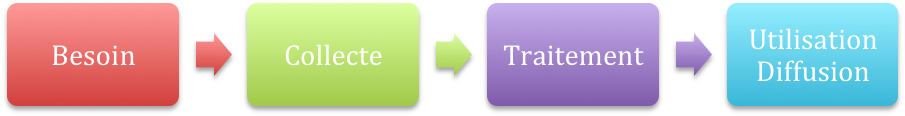 Besoin
Collecte
Traitement
Utilisation
Diffusion